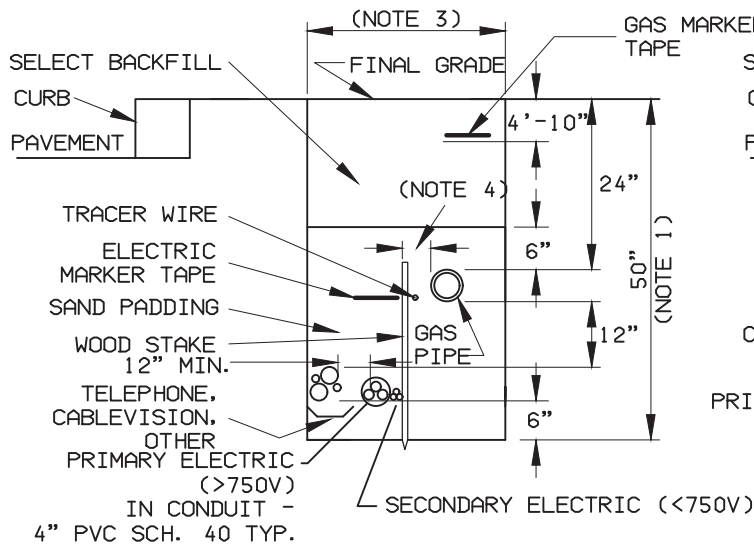 (NOTE 3)
GAS MARKE
TAPE
SELECT BACKFILL
FINAL GRADE
S
CURB
C
4'-10"
PAVEMENT
P
(NOTE 4)
24"
TRACER WIRE
ELECTRIC
MARKER TAPE
6"
50"
(NOTE 1)
SAND PADDING
WOOD STAKE
GAS
PIPE
12"
C
12" MIN.
TELEPHONE,
CABLEVISION,
OTHER
PRI
6"
PRIMARY ELECTRIC
(>750V)
IN CONDUIT -
4" PVC SCH. 40 TYP.
SECONDARY ELECTRIC (<750V)